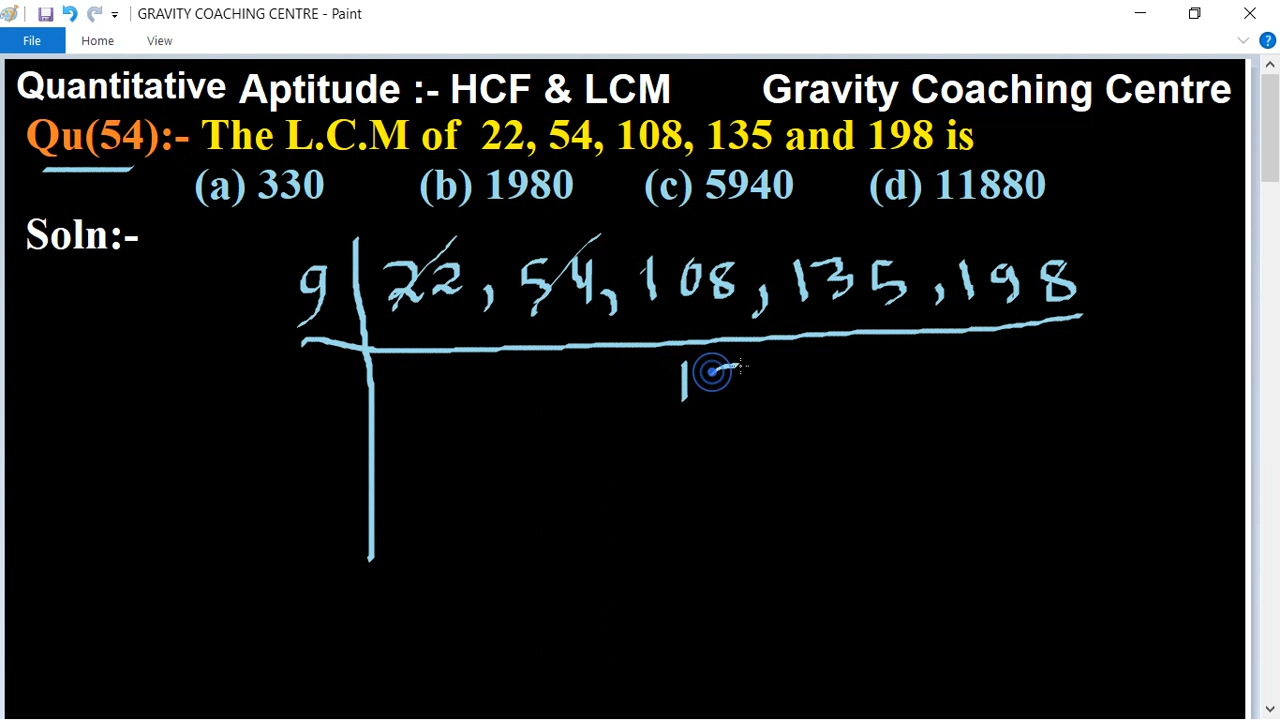 GRAVITY COACHING CENTRE - Paint
File Home View
Quantitative Aptitude :- HCF & LCM Gravity Coaching Centre
Qu(54):- The L.C.M of 22, 54, 108, 135 and 198 is
(a) 330 (b) 1980 (c) 5940 (d) 11880
Soln:-
9 22, 54, 108, 135, 198
1